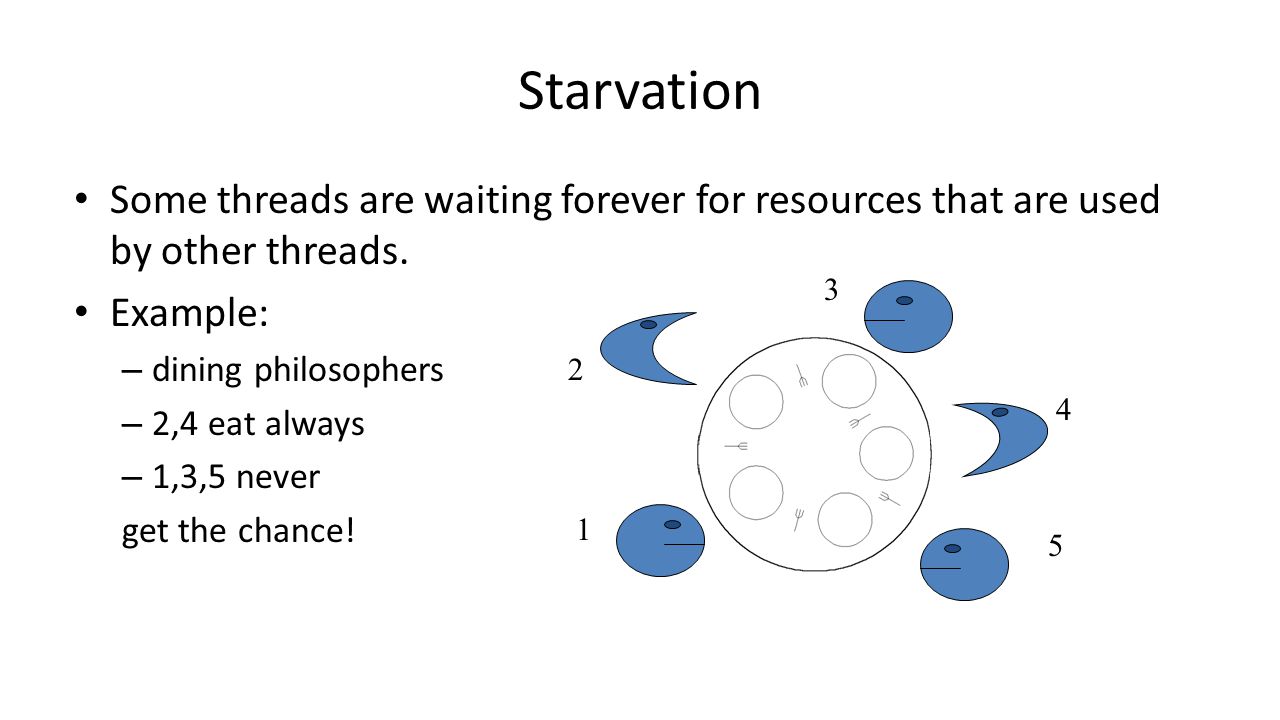 Starvation
• Some threads are waiting forever for resources that are used
by other threads.
• Example:
– dining philosophers
– 2,4 eat always
– 1,3,5 never
get the chance!
3
2
4
1
5